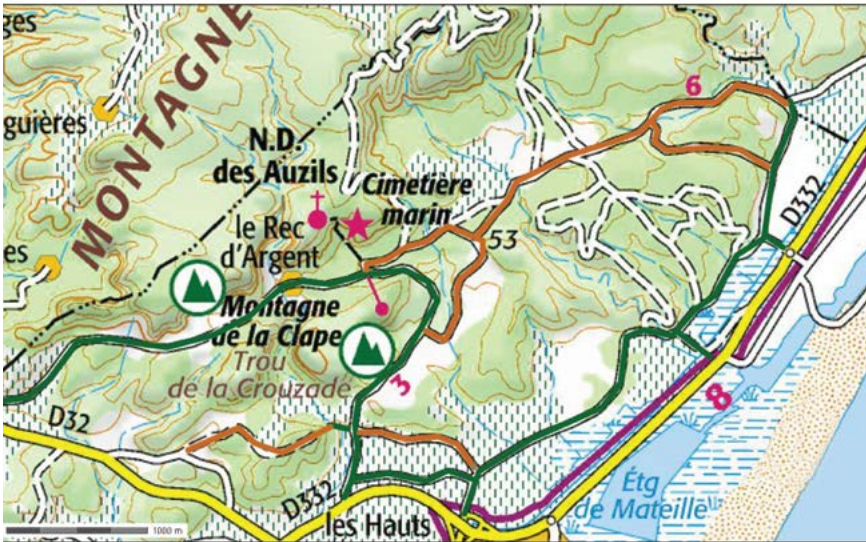 ges
guières
es
MONTAGNE
N.D.
des Auzils
Cimetière
marin
le Rec
d'Argent
Montagne
de la Clape
Trou
de la Crouzade
53
6
3
8
D332
D32
D332
les Hauts
Étg
de Mateille
1000 m